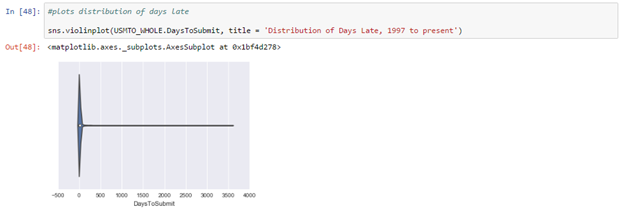 In [48]: #plots distribution of days late
sns.violinplot(USMTO_WHOLE.DaysToSubmit, title = 'Distribution of Days Late, 1997 to present')
Out[48]: <matplotlib.axes._subplots.AxesSubplot at 0x1bf4d278>
-500 0 500 1000 1500 2000 2500 3000 3500 4000
DaysToSubmit